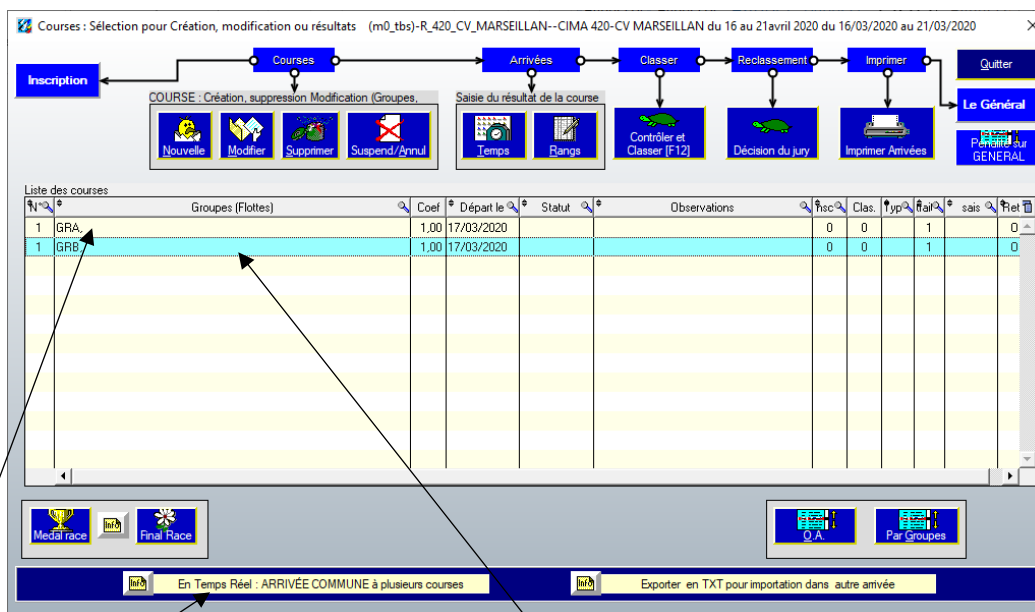 Courses : Sélection pour Création, modification ou résultats (m0_tbs)-R_420_CV_MARSEILLAN--CIMA 420-CV MARSEILLAN du 16 au 21avril 2020 du 16/03/2020 au 21/03/2020
Inscription
Courses
Arrivées
Classer
Reclassement
Imprimer
Quitter
Le Général
COURSE : Création, suppression Modification (Groupes,
Saisie du résultat de la course
Nouvelle
Modifier
Supprimer
Suspend/Annul
Temps
Rangs
Contrôler et
Classer [F12]
Décision du jury
Imprimer Arrivées
GENERAL
Liste des courses
N° Groupes (Flottes) Coef Départ le Statut Observations Clas. sais Ret
1 GRA, 1,00 17/03/2020 0 0 1 0
1 GRB, 1,00 17/03/2020 0 0 1 0
Medal race
Info
Final Race
O.A.
Par Groupes
Info En Temps Réel : ARRIVÉE COMMUNE à plusieurs courses
Info Exporter en TXT pour importation dans autre arrivée